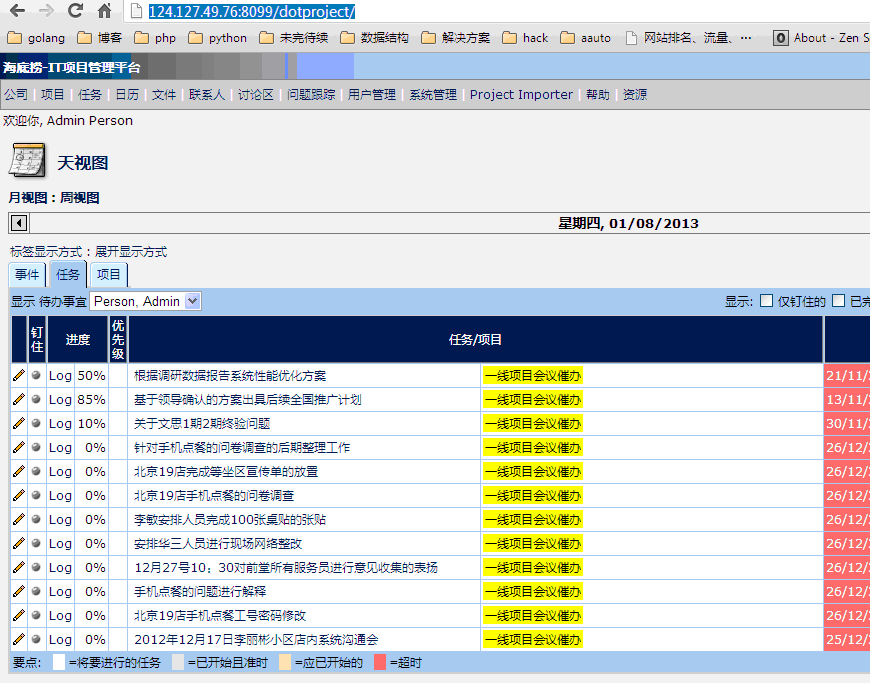 124.127.49.76:8099/dotproject/
golang 博客 php python 未完待续 数据结构 解决方案 hack aauto 网站排名、流量、… About - Zen S
海底捞-IT项目管理平台
公司 项目 任务 日历 文件 联系人 讨论区 问题跟踪 用户管理 系统管理 Project Importer 帮助 资源
欢迎你, Admin Person
天视图
月视图 : 周视图
星期四, 01/08/2013
标签显示方式 : 展开显示方式
事件 任务 项目
显示 待办事宜 Person, Admin 显示: 仅钉住的 已完
钉住 进度 优先级 任务/项目
Log 50% 根据调研数据报告系统性能优化方案 一线项目会议催办 21/11/
Log 85% 基于领导确认的方案出具后续全国推广计划 一线项目会议催办 13/11/
Log 10% 关于文思1期2期终验问题 一线项目会议催办 30/11/
Log 0% 针对手机点餐的问卷调查的后期整理工作 一线项目会议催办 26/12/
Log 0% 北京19店完成等坐区宣传单的放置 一线项目会议催办 26/12/
Log 0% 北京19店手机点餐的问卷调查 一线项目会议催办 26/12/
Log 0% 李敏安排人员完成100张桌贴的张贴 一线项目会议催办 26/12/
Log 0% 安排华三人员进行现场网络整改 一线项目会议催办 26/12/
Log 0% 12月27号10：30对前堂所有服务员进行意见收集的表扬 一线项目会议催办 26/12/
Log 0% 手机点餐的问题进行解释 一线项目会议催办 26/12/
Log 0% 北京19店手机点餐工号密码修改 一线项目会议催办 26/12/
Log 0% 2012年12月17日李丽彬小区店内系统沟通会 一线项目会议催办 25/12/
要点: =将要进行的任务 =已开始且准时 =应已开始的 =超时